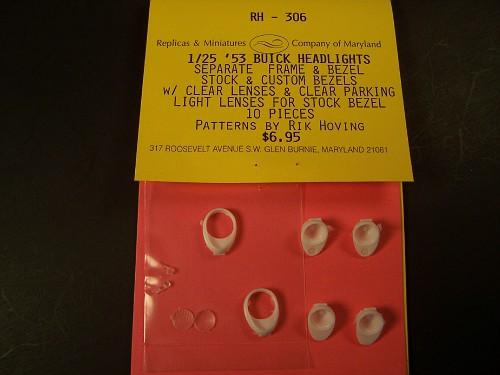 RH - 306
Replicas & Miniatures Company of Maryland
1/25 '53 BUICK HEADLIGHTS
SEPARATE FRAME & BEZEL
STOCK & CUSTOM BEZELS
W/ CLEAR LENSES & CLEAR PARKING
LIGHT LENSES FOR STOCK BEZEL
10 PIECES
PATTERNS BY RIK HOVING
$6.95
317 ROOSEVELT AVENUE S.W. GLEN BURNIE, MARYLAND 21061